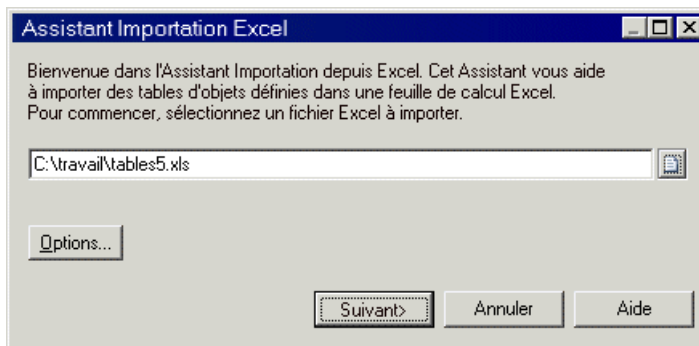 Assistant Importation Excel
Bienvenue dans l'Assistant Importation depuis Excel. Cet Assistant vous aide
à importer des tables d'objets définies dans une feuille de calcul Excel.
Pour commencer, sélectionnez un fichier Excel à importer.
C:\travail\tables5.xls
Options...
Suivant> Annuler Aide